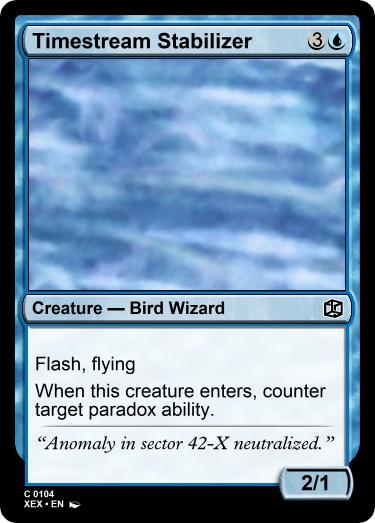 Timestream Stabilizer 3
Creature — Bird Wizard
Flash, flying
When this creature enters, counter
target paradox ability.
“Anomaly in sector 42-X neutralized.”
2/1
C 0104
XEX • EN